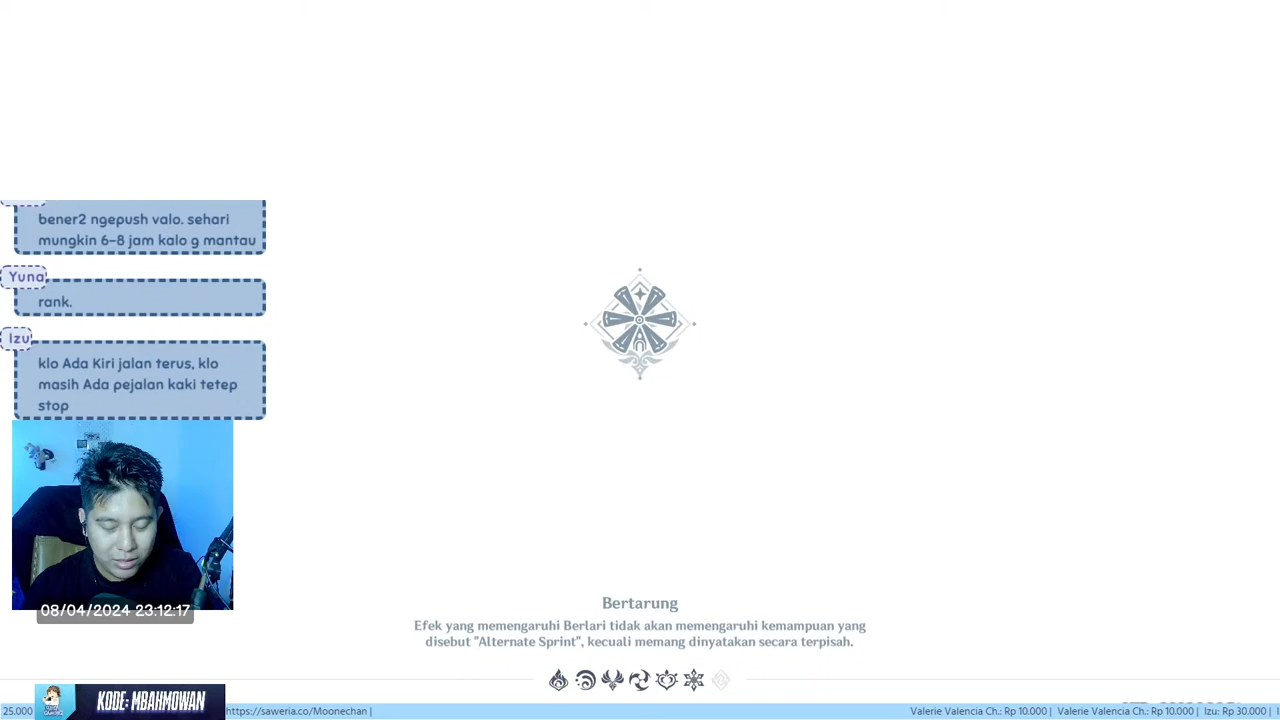 bener2 ngepush valo. sehari
mungkin 6-8 jam kalo g mantau
Yuna
rank.
Izu
klo Ada Kiri jalan terus, klo
masih Ada pejalan kaki tetep
stop
08/04/2024 23:12:17
Bertarung
Efek yang memengaruhi Berlari tidak akan memengaruhi kemampuan yang
disebut "Alternate Sprint", kecuali memang dinyatakan secara terpisah.
KODE: MBAHMOWAN
25.000
https://saweria.co/Moonechan |
Valerie Valencia Ch.: Rp 10.000 | Valerie Valencia Ch.: Rp 10.000 | Izu: Rp 30.000 |